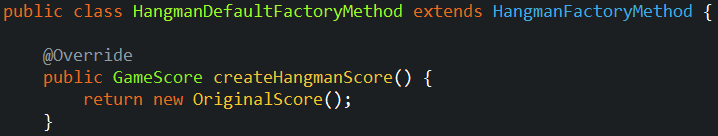 public class HangmanDefaultFactoryMethod extends HangmanFactoryMethod {
@Override
public GameScore createHangmanScore() {
return new OriginalScore();
}